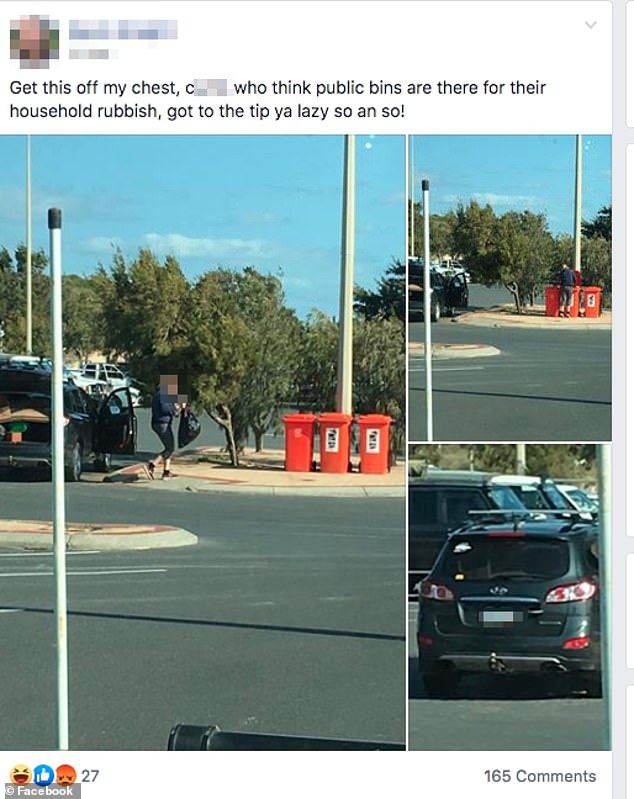 Get this off my chest, c who think public bins are there for their
household rubbish, got to the tip ya lazy so an so!
27
165 Comments
© Facebook